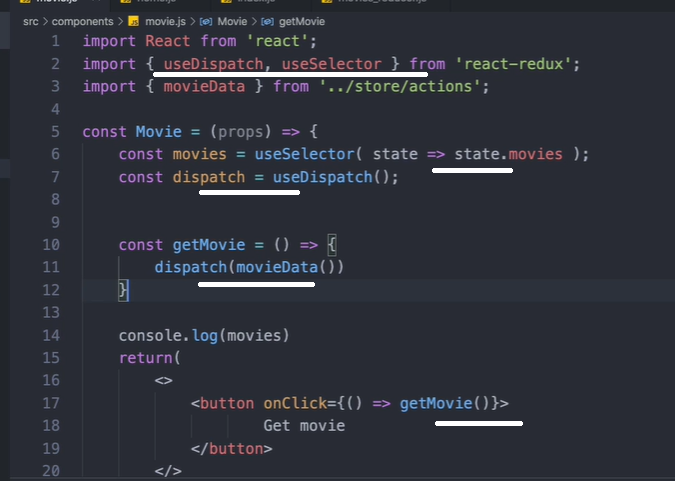 src > components > movie.js > Movie > getMovie
1 import React from 'react';
2 import { useDispatch, useSelector } from 'react-redux';
3 import { movieData } from '../store/actions';
4
5 const Movie = (props) => {
6 const movies = useSelector( state => state.movies );
7 const dispatch = useDispatch();
8
9
10 const getMovie = () => {
11 dispatch(movieData())
12 }
13
14 console.log(movies)
15 return(
16 <>
17 <button onClick={() => getMovie()}>
18 Get movie
19 </button>
20 </>